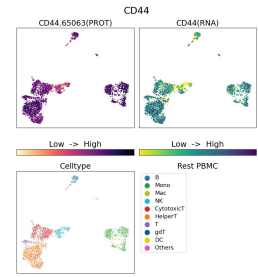 CD44
CD44.65063(PROT)
CD44(RNA)
Low -> High
Low -> High
Celltype
Rest PBMC
B
Mono
Mac
NK
CytotoxicT
HelperT
T
gdT
DC
Others